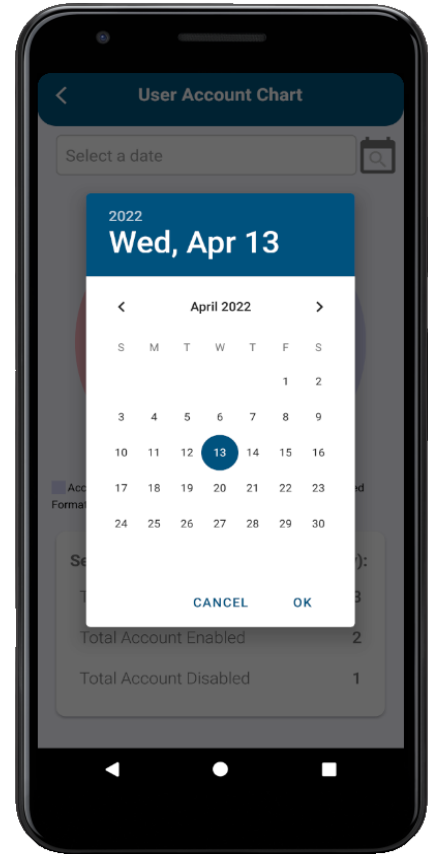 User Account Chart
Select a date
2022
Wed, Apr 13
April 2022
S M T W T F S
1 2
3 4 5 6 7 8 9
10 11 12 13 14 15 16
17 18 19 20 21 22 23
24 25 26 27 28 29 30
CANCEL OK
Total Account Enabled 2
Total Account Disabled 1